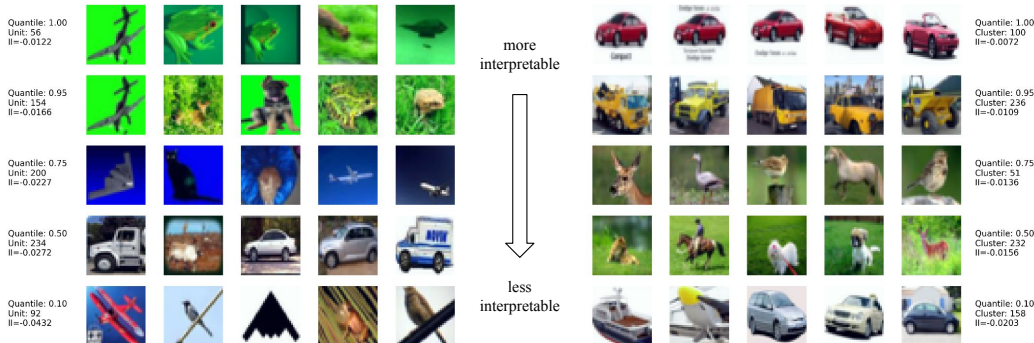 Quantile: 1.00
Unit: 56
II=-0.0122
Quantile: 0.95
Unit: 154
II=-0.0166
Quantile: 0.75
Unit: 200
II=-0.0227
Quantile: 0.50
Unit: 234
II=-0.0272
Quantile: 0.10
Unit: 92
II=-0.0432
more
interpretable
less
interpretable
Compact
Quantile: 1.00
Cluster: 100
II=-0.0072
Quantile: 0.95
Cluster: 236
II=-0.0109
Quantile: 0.75
Cluster: 51
II=-0.0136
Quantile: 0.50
Cluster: 232
II=-0.0156
Quantile: 0.10
Cluster: 158
II=-0.0203